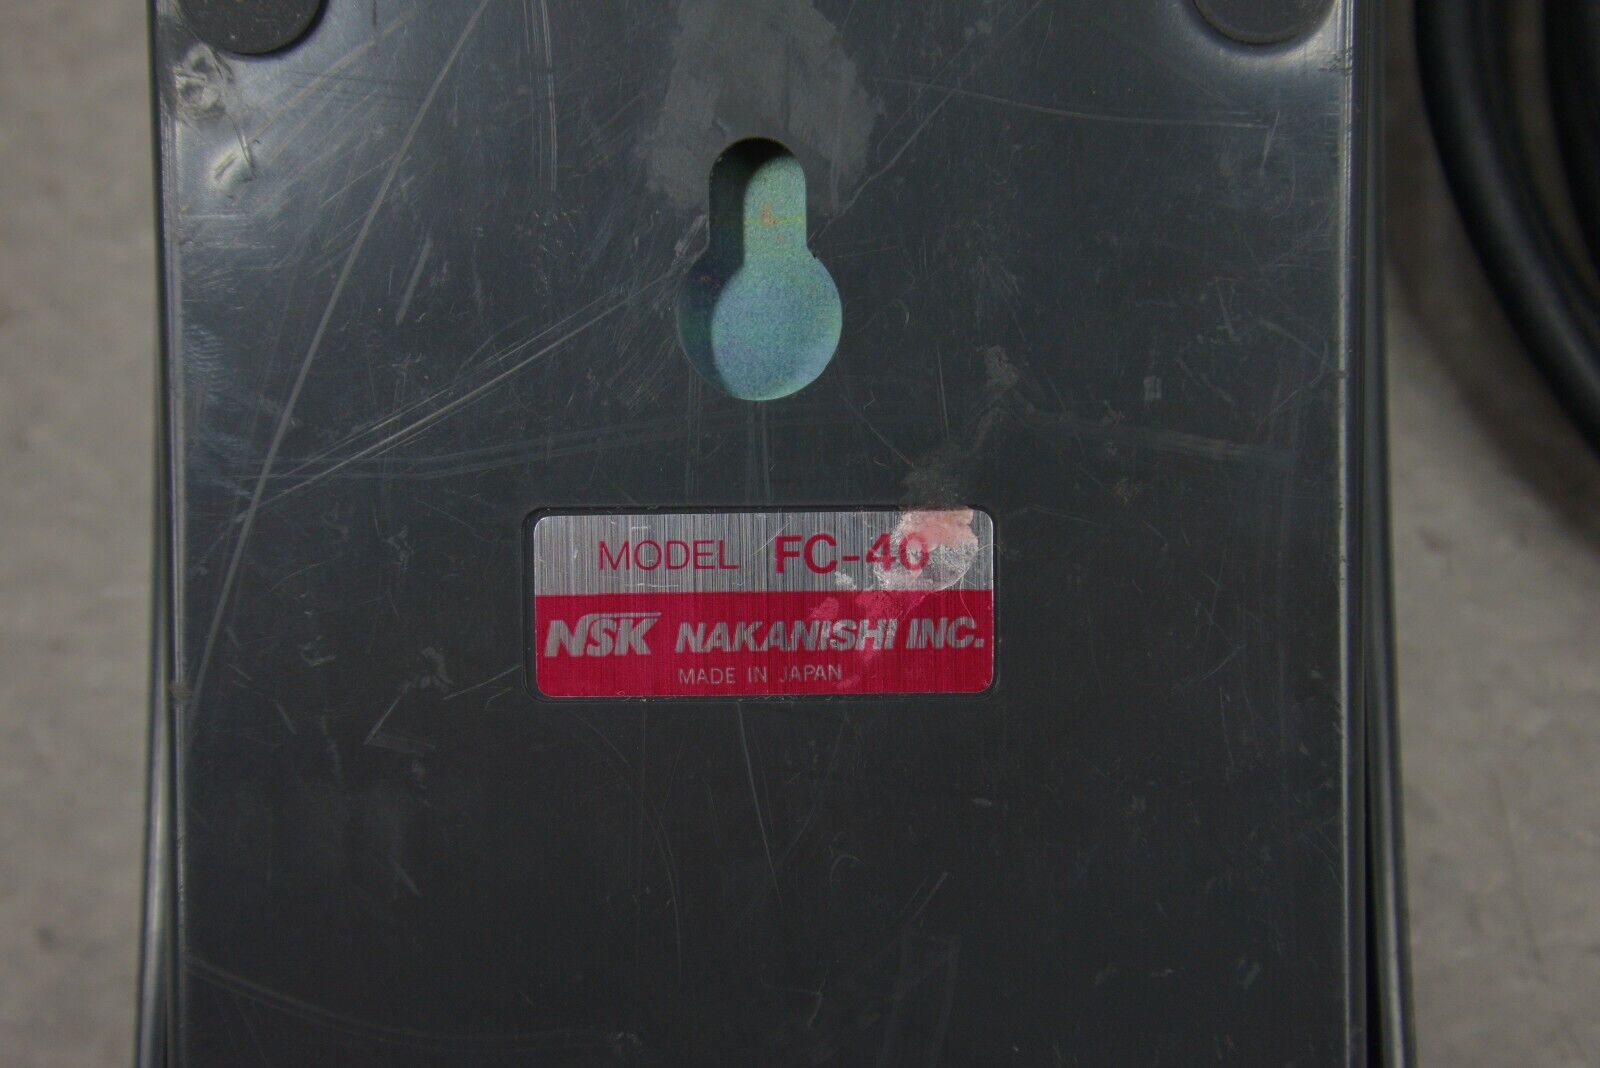 MODEL FC-40
NSK NAKANISHI INC.
MADE IN JAPAN